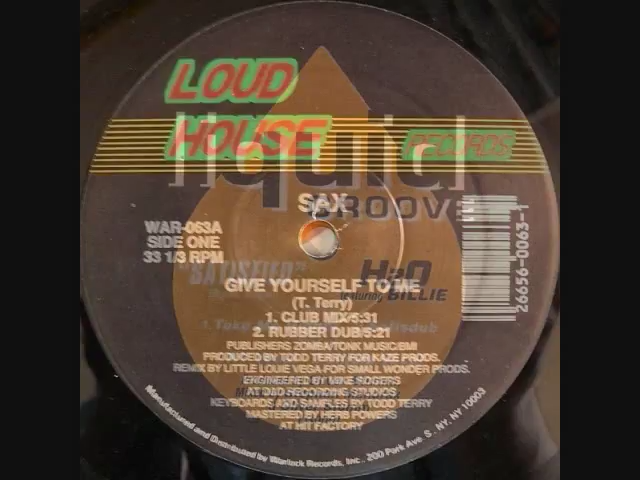 LOUD
HOUSE
RECORDS
liquid
GROOVE
SAX
WAR-063A
SIDE ONE
33 1/3 RPM
26656-0063-1
"SATISFIED"
H2O
featuring BILLIE
GIVE YOURSELF TO ME
(T. Terry)
1. CLUB MIX/5:31
2. RUBBER DUB/5:21
PUBLISHERS ZOMBA/TONK MUSIC/BMI
PRODUCED BY TODD TERRY FOR KAZE PRODS.
REMIX BY LITTLE LOUIE VEGA FOR SMALL WONDER PRODS.
ENGINEERED BY MIKE ROGERS
AT D&D RECORDING STUDIOS
KEYBOARDS AND SAMPLES BY TODD TERRY
MASTERED BY HERB POWERS
AT HIT FACTORY
Manufactured and Distributed by Warlock Records, Inc. 200 Park Ave S. NY, NY 10003